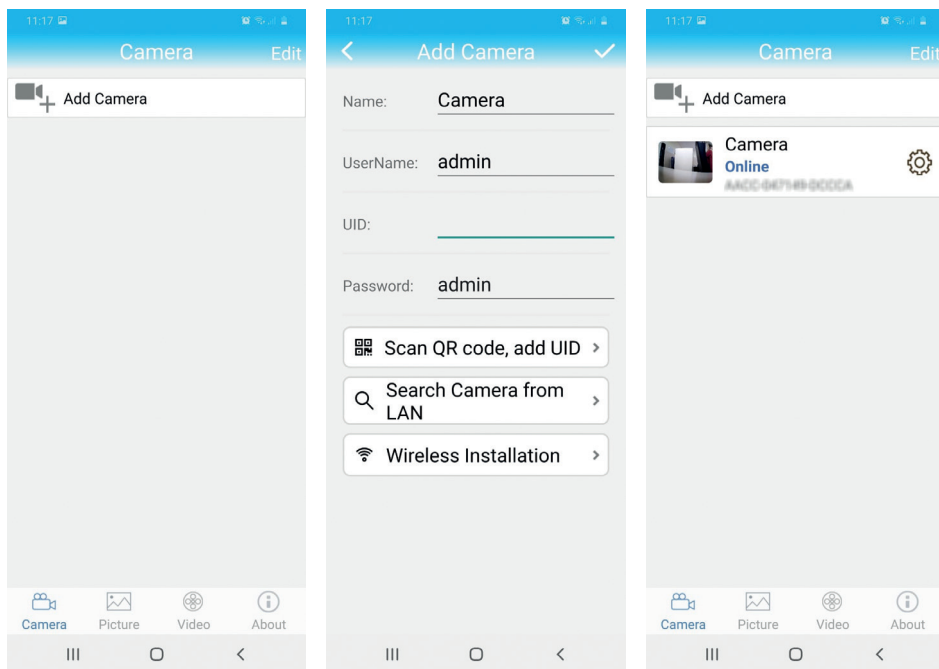 11:17
Camera
Edit
Add Camera
Camera
Picture
Video
About
11:17
Add Camera
Name:
Camera
UserName:
admin
UID:
Password:
admin
Scan QR code, add UID
Search Camera from
LAN
Wireless Installation
11:17
Camera
Edit
Add Camera
Camera
Online
Camera
Picture
Video
About